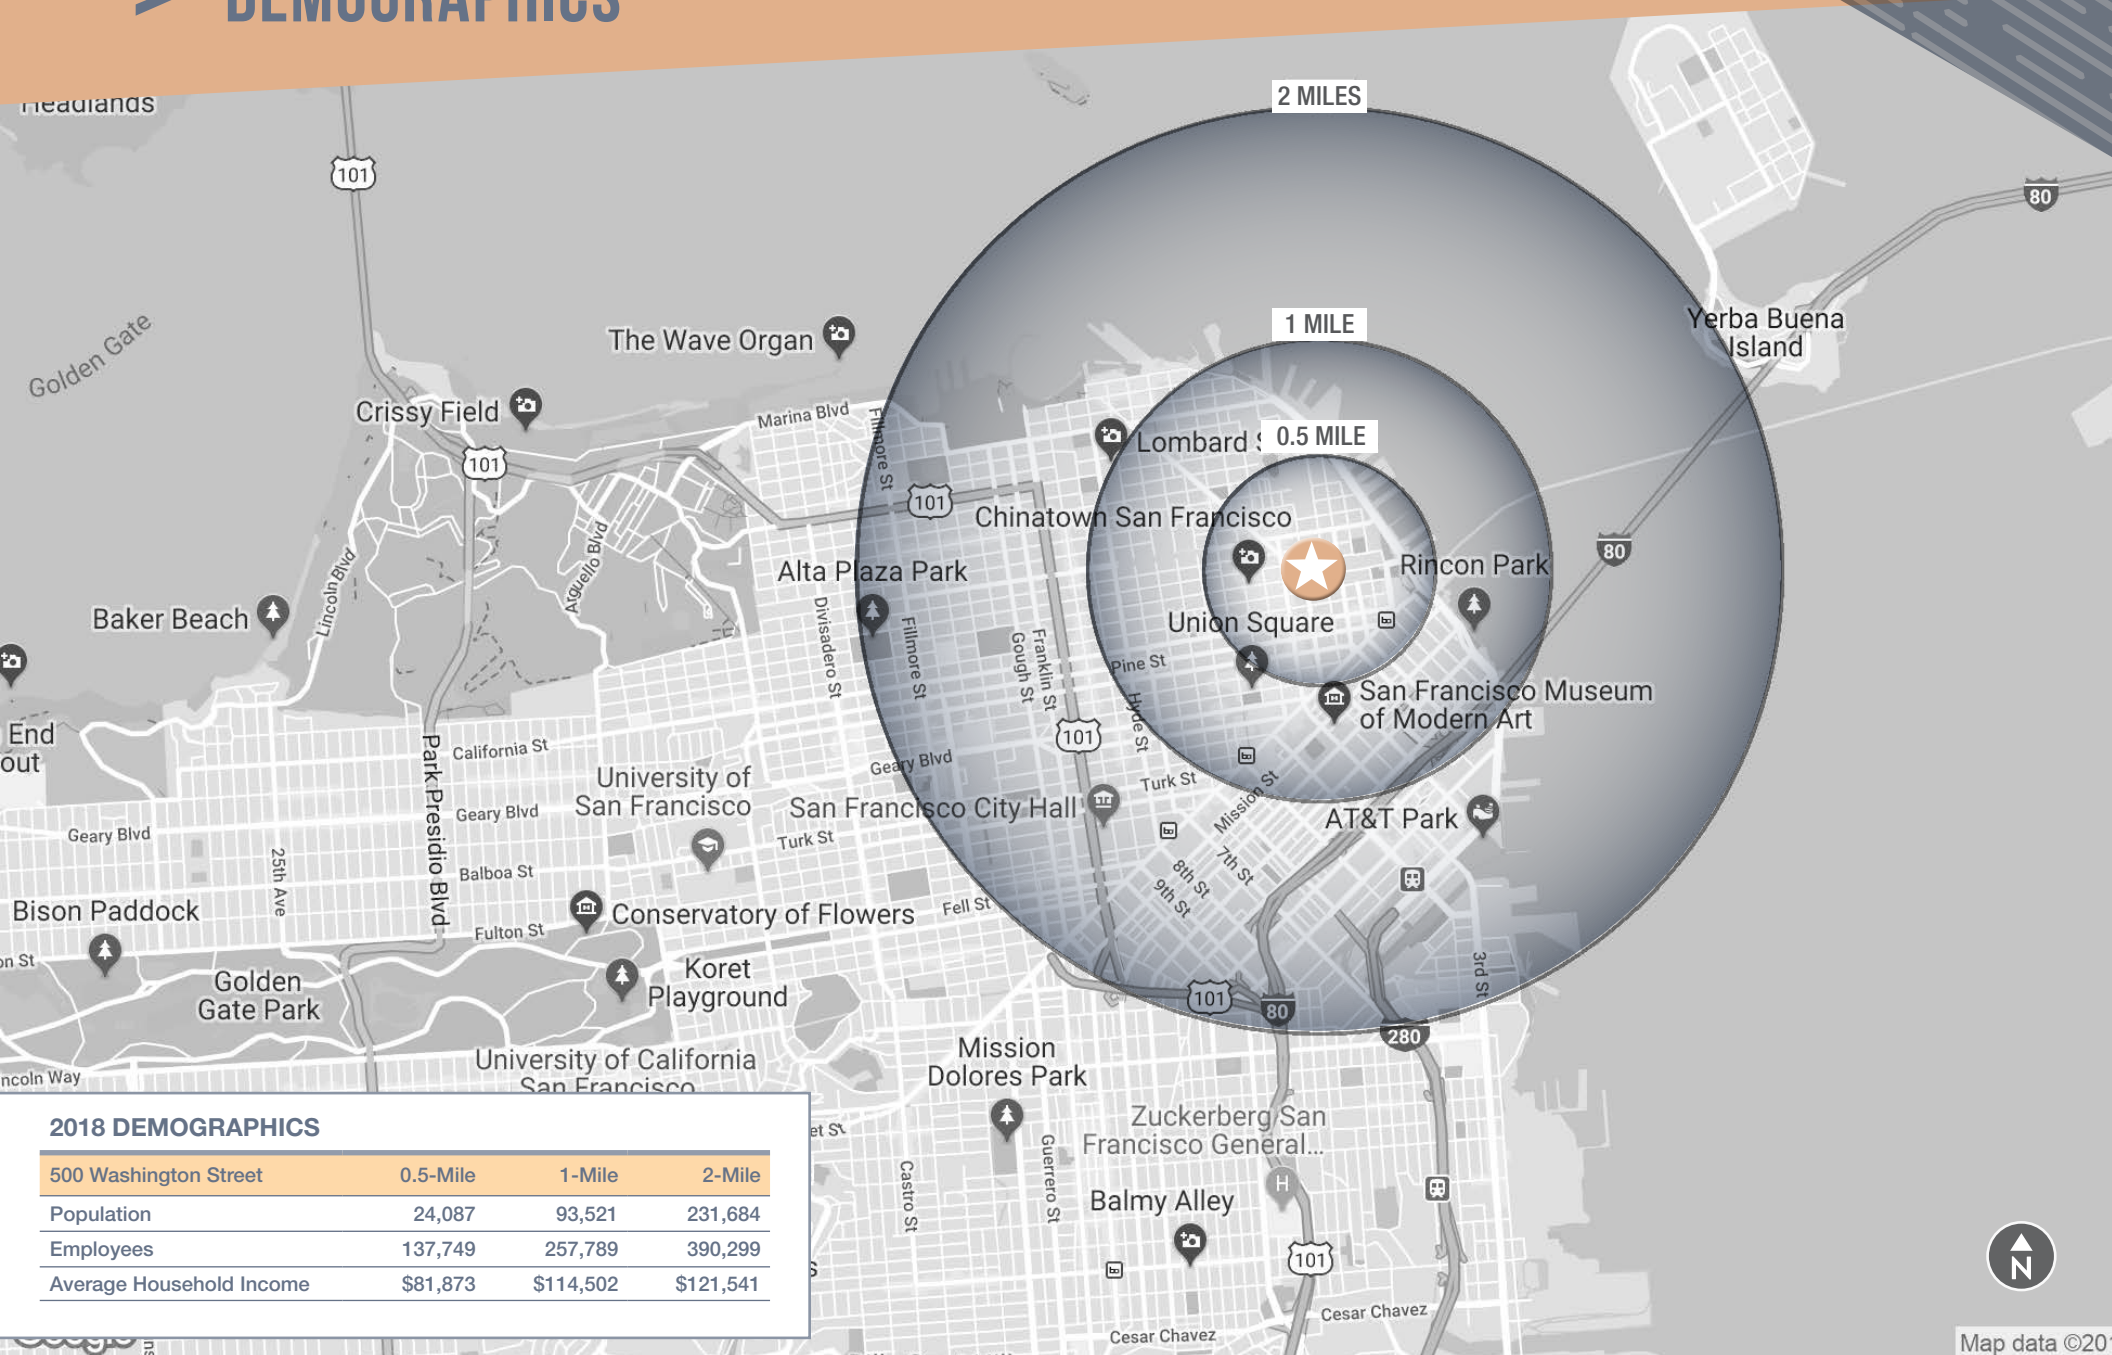 DEMOGRAPHICS
Headlands
2 MILES
101
80
1 MILE
Yerba Buena
Island
The Wave Organ
Golden Gate
Crissy Field
Marina Blvd
Fillmore St
Lombard
0.5 MILE
101
101
Chinatown San Francisco
80
Alta Plaza Park
Rincon Park
Lincoln Blvd
Arguello Blvd
Baker Beach
Union Square
Divisadero St
Fillmore St
Gough St
Franklin St
Pine St
Hyde St
San Francisco Museum
of Modern Art
End
out
Park Presidio Blvd
California St
101
Geary Blvd
University of
San Francisco
Turk St
Mission St
San Francisco City Hall
AT&T Park
Geary Blvd
Geary Blvd
Turk St
25th Ave
Balboa St
7th St
8th St
9th St
Bison Paddock
Conservatory of Flowers
Fell St
Fulton St
on St
Golden
Gate Park
Koret
Playground
3rd St
101
80
280
University of California
San Francisco
Mission
Dolores Park
ncoln Way
Zuckerberg San
Francisco General...
H
et St
Guerrero St
Castro St
Balmy Alley
101
Cesar Chavez
Cesar Chavez
2018 DEMOGRAPHICS
500 Washington Street 0.5-Mile 1-Mile 2-Mile
Population 24,087 93,521 231,684
Employees 137,749 257,789 390,299
Average Household Income $81,873 $114,502 $121,541
Google
N
Map data ©201